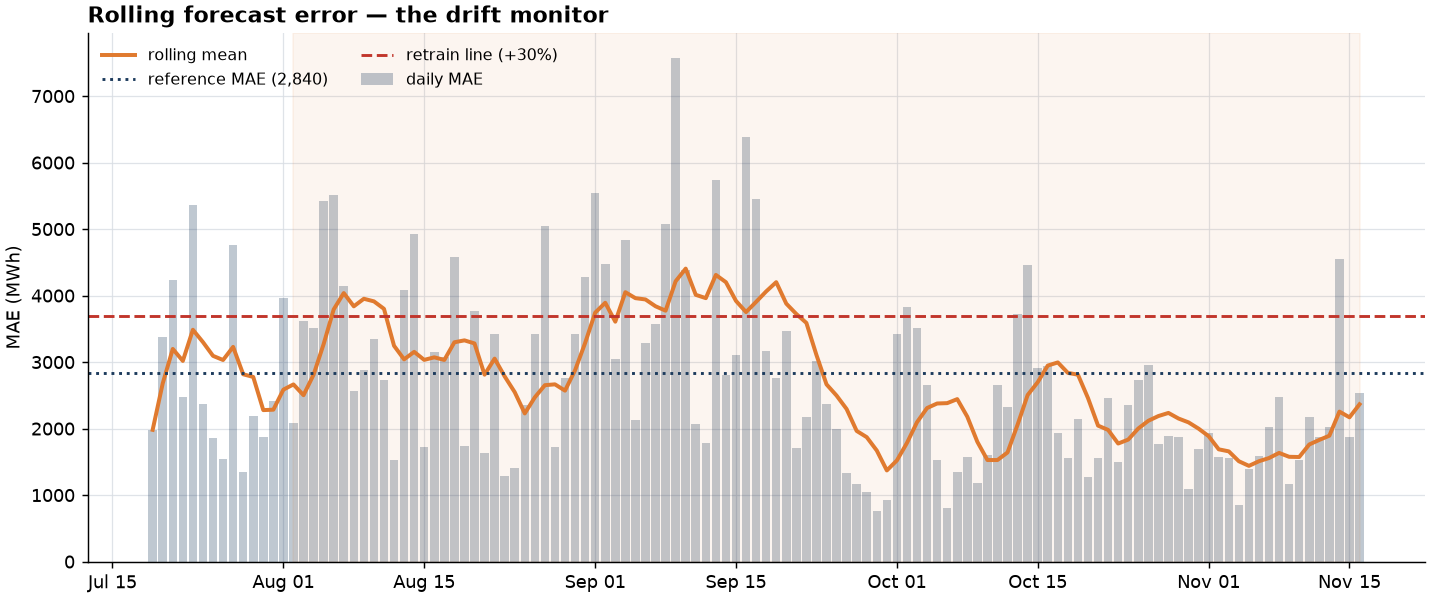 Rolling forecast error — the drift monitor
rolling mean
reference MAE (2,840)
retrain line (+30%)
daily MAE
MAE (MWh)
7000
6000
5000
4000
3000
2000
1000
0
Jul 15
Aug 01
Aug 15
Sep 01
Sep 15
Oct 01
Oct 15
Nov 01
Nov 15